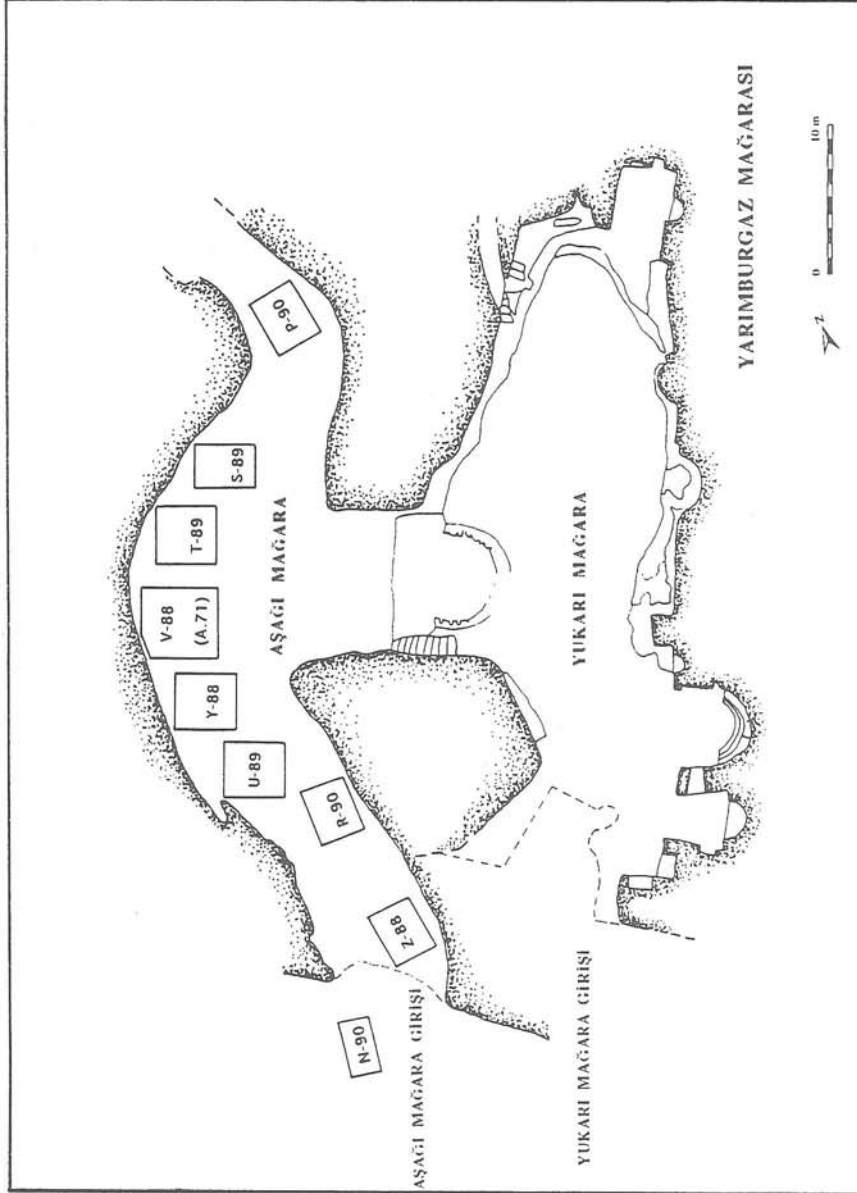 N-90
Z-88
R-90
U-89
Y-88
V-88
(A.71)
T-89
S-89
P-90
AŞAĞI MAĞARA
AŞAĞI MAĞARA GİRİŞİ
YUKARI MAĞARA
YUKARI MAĞARA GİRİŞİ
YARIMBURGAZ MAĞARASI
Z
0 10 m